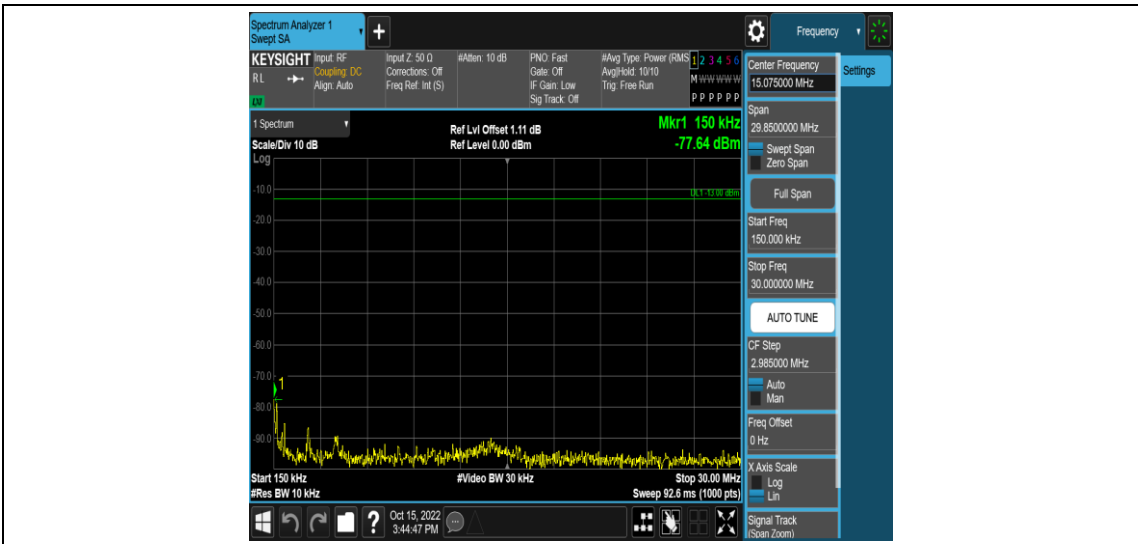 Spectrum Analyzer 1
Swept SA
Frequency
KEYSIGHT
RL
LXI
Input: RF
Coupling: DC
Align: Auto
Input Z: 50 Ω
Corrections: Off
Freq Ref: Int (S)
#Atten: 10 dB
PNO: Fast
Gate: Off
IF Gain: Low
Sig Track: Off
#Avg Type: Power (RMS
Avg|Hold: 10/10
Trig: Free Run
1 2 3 4 5 6
M W W W W W
P P P P P P
1 Spectrum
Scale/Div 10 dB
Ref Lvl Offset 1.11 dB
Ref Level 0.00 dBm
Mkr1 150 kHz
-77.64 dBm
Log
DL1 -13.00 dBm
-10.0
-20.0
-30.0
-40.0
-50.0
-60.0
-70.0
1
-80.0
-90.0
Start 150 kHz
#Res BW 10 kHz
#Video BW 30 kHz
Stop 30.00 MHz
Sweep 92.6 ms (1000 pts)
?
Oct 15, 2022
3:44:47 PM
Center Frequency
15.075000 MHz
Settings
Span
29.8500000 MHz
Swept Span
Zero Span
Full Span
Start Freq
150.000 kHz
Stop Freq
30.000000 MHz
AUTO TUNE
CF Step
2.985000 MHz
Auto
Man
Freq Offset
0 Hz
X Axis Scale
Log
Lin
Signal Track
(Span Zoom)